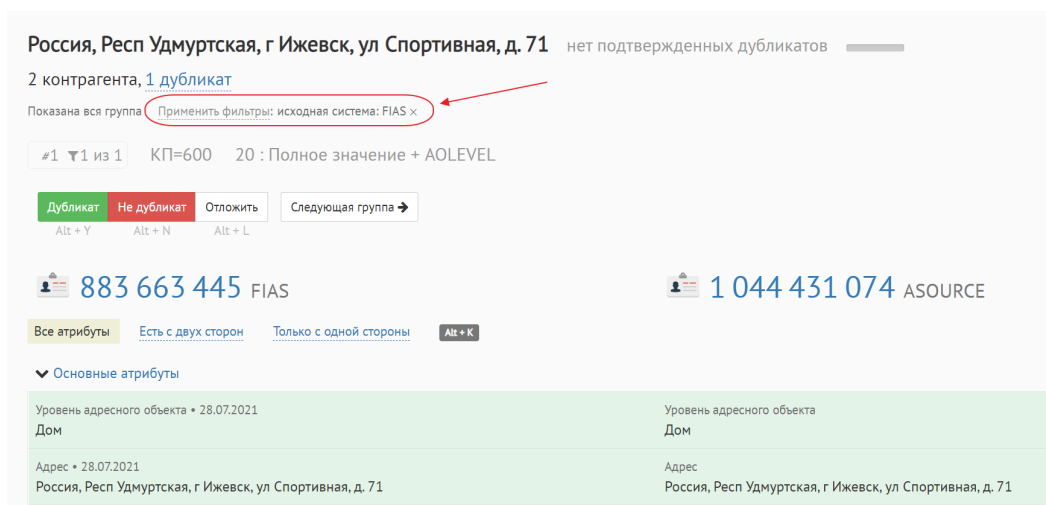 Россия, Респ Удмуртская, г Ижевск, ул Спортивная, д. 71 нет подтвержденных дубликатов
2 контрагента, 1 дубликат
Показана вся группа Применить фильтры: исходная система: FIAS ×
#1 1 из 1 КП=600 20 : Полное значение + AOLEVEL
Дубликат Не дубликат Отложить Следующая группа →
Alt + Y Alt + N Alt + L
883 663 445 FIAS 1 044 431 074 ASOURCE
Все атрибуты Есть с двух сторон Только с одной стороны Alt + K
Основные атрибуты
Уровень адресного объекта • 28.07.2021 Уровень адресного объекта
Дом Дом
Адрес • 28.07.2021 Адрес
Россия, Респ Удмуртская, г Ижевск, ул Спортивная, д. 71 Россия, Респ Удмуртская, г Ижевск, ул Спортивная, д. 71